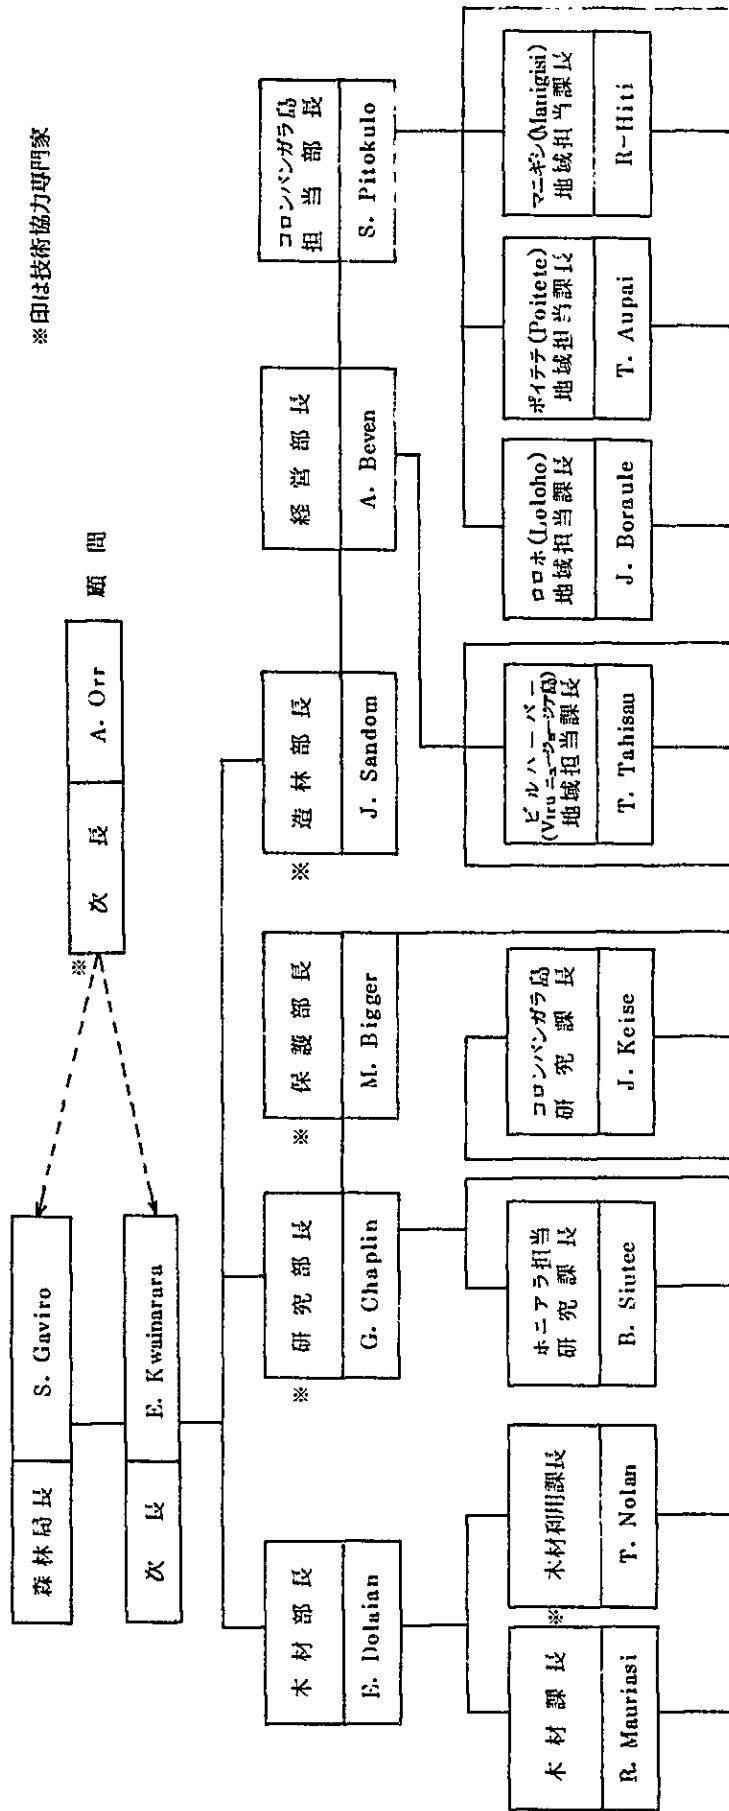 ※印は技術協力専門家
森林局長
S. Gaviro
次長
E. Kwainarara
※
次長
A. Orr
顧問
木材部長
E. Dolaian
※
研究部長
G. Chaplin
※
保護部長
M. Bigger
※
造林部長
J. Sandom
経営部長
A. Beven
コロンバンガラ島
担当部長
S. Pitokulo
木材課長
R. Mauriasi
※
木材利用課長
T. Nolan
ホニアラ担当
研究課長
B. Siutee
コロンバンガラ島
研究課長
J. Keise
ビルハーバー
(Viru ニュージョージア島)
地域担当課長
T. Tahisau
ロロホ(Loloho)
地域担当課長
J. Boraule
ポイテテ(Poitete)
地域担当課長
T. Aupai
マニギシ(Manigisi)
地域担当課長
R-Hiti